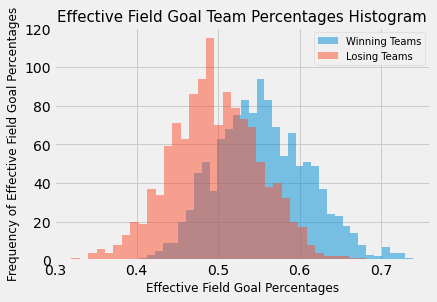 Effective Field Goal Team Percentages Histogram
Frequency of Effective Field Goal Percentages
120
100
80
60
40
20
0
Winning Teams
Losing Teams
0.3 0.4 0.5 0.6 0.7
Effective Field Goal Percentages